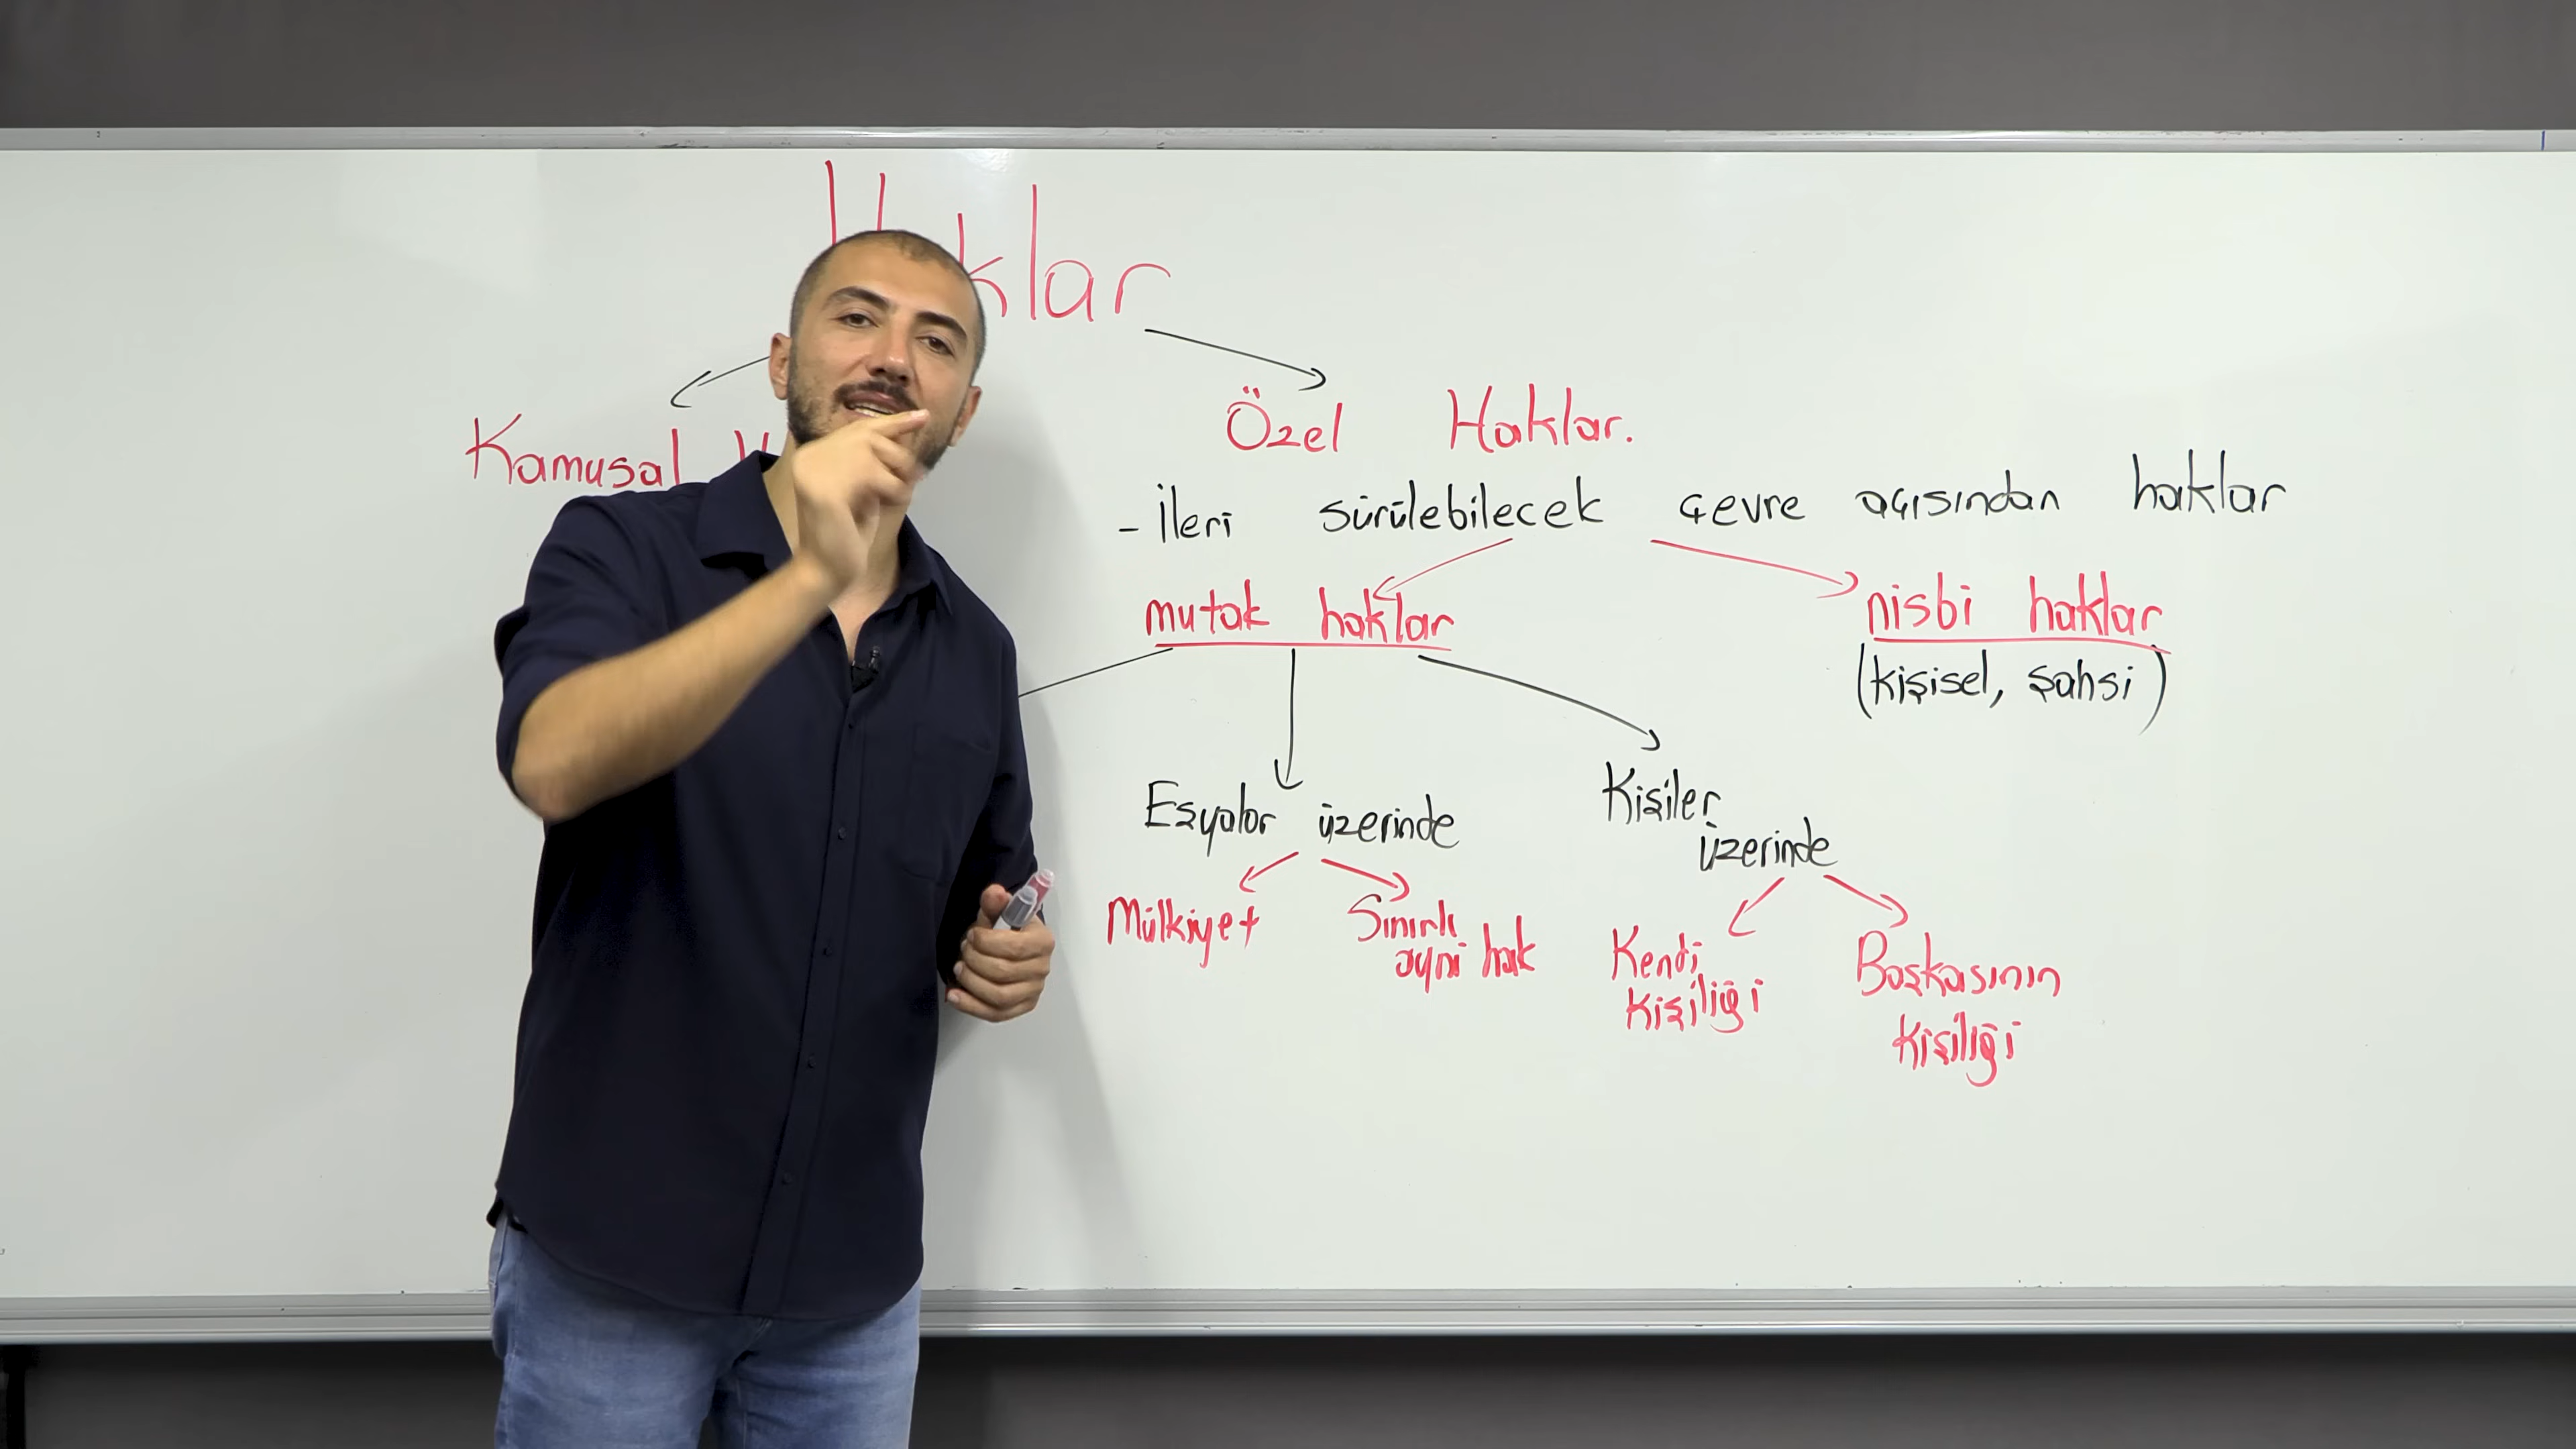 Haklar
Kamusal
Özel Haklar.
- İleri sürülebilecek çevre açısından haklar
mutak haklar
nisbi haklar
(kişisel, şahsi)
Eşyalar üzerinde
Kişiler
üzerinde
Mülkiyet
Sınırlı
ayni hak
Kendi
Kişiliği
Başkasının
Kişiliği